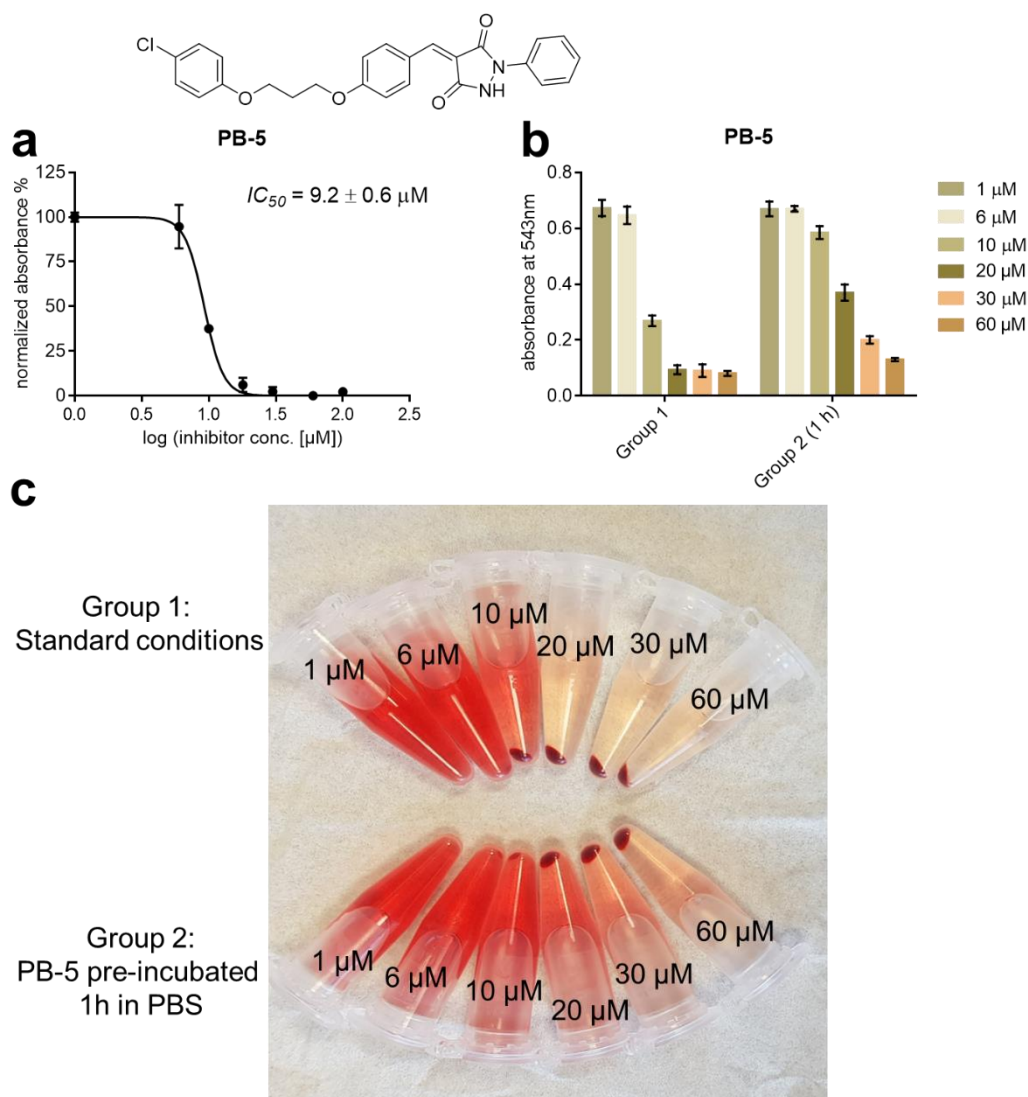 Cl
O
O
O
N
O
NH
a
PB-5
IC50 = 9.2 ± 0.6 µM
normalized absorbance %
125
100
75
50
25
0
0.0 0.5 1.0 1.5 2.0 2.5
log (inhibitor conc. [µM])
b
PB-5
absorbance at 543nm
0.8
0.6
0.4
0.2
0.0
Group 1
Group 2 (1 h)
1 µM
6 µM
10 µM
20 µM
30 µM
60 µM
c
Group 1:
Standard conditions
1 µM
6 µM
10 µM
20 µM
30 µM
60 µM
Group 2:
PB-5 pre-incubated
1h in PBS
1 µM
6 µM
10 µM
20 µM
30 µM
60 µM